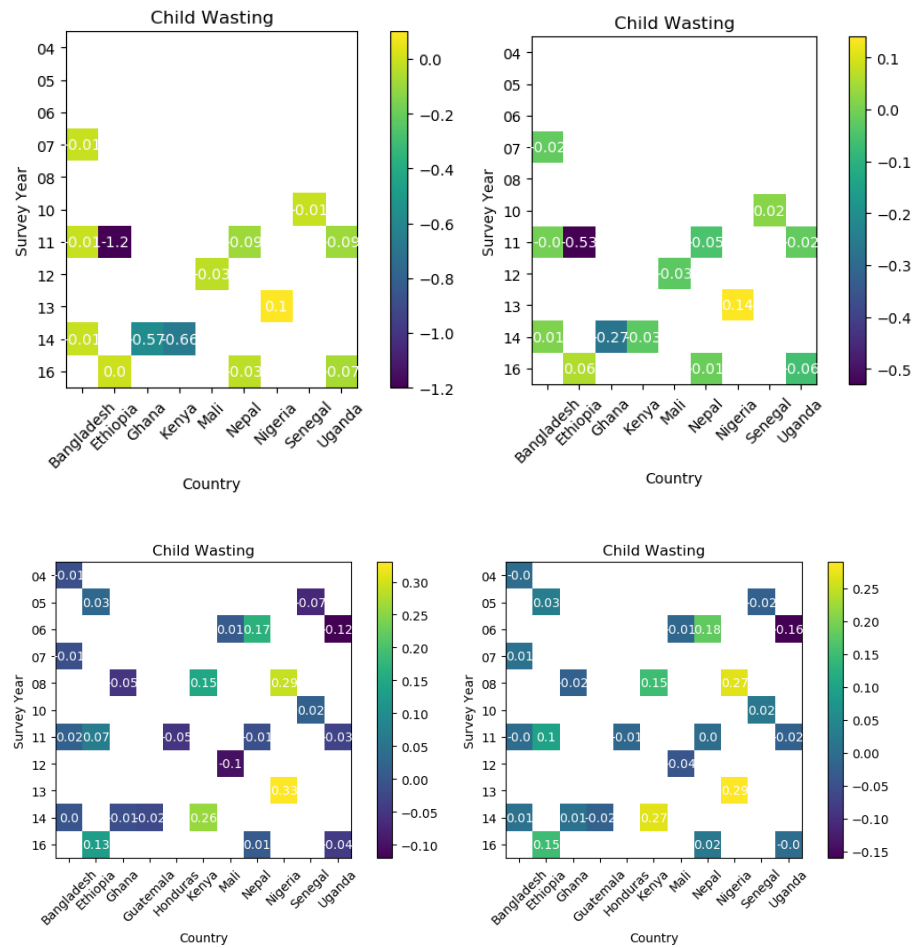 Child Wasting
04
05
06
07 -0.01
08
10 -0.01
11 -0.01 -1.2 -0.09 -0.09
12 -0.03
13 0.1
14 -0.01 -0.57 -0.66
16 0.0 -0.03 -0.07
Survey Year
Bangladesh Ethiopia Ghana Kenya Mali Nepal Nigeria Senegal Uganda
Country
0.0
−0.2
−0.4
−0.6
−0.8
−1.0
−1.2
Child Wasting
04
05
06
07 -0.02
08
10 0.02
11 -0.0 -0.53 -0.05 -0.02
12 -0.03
13 0.14
14 0.01 -0.27 -0.03
16 0.06 -0.01 -0.06
Survey Year
Bangladesh Ethiopia Ghana Kenya Mali Nepal Nigeria Senegal Uganda
Country
0.1
0.0
−0.1
−0.2
−0.3
−0.4
−0.5
Child Wasting
04 -0.01
05 0.03 -0.07
06 0.01 0.17 -0.12
07 -0.01
08 -0.05 0.15 0.29
10 0.02
11 0.02 0.07 -0.05 -0.01 -0.03
12 -0.1
13 0.33
14 0.0 -0.01 -0.02 0.26
16 0.13 0.01 -0.04
Survey Year
Bangladesh Ethiopia Ghana Guatemala Honduras Kenya Mali Nepal Nigeria Senegal Uganda
Country
0.30
0.25
0.20
0.15
0.10
0.05
0.00
−0.05
−0.10
Child Wasting
04 -0.0
05 0.03 -0.02
06 -0.01 0.18 -0.16
07 0.01
08 -0.02 0.15 0.27
10 0.02
11 -0.0 0.1 -0.01 0.0 -0.02
12 -0.04
13 0.29
14 0.01 0.01 -0.02 0.27
16 0.15 0.02 -0.0
Survey Year
Bangladesh Ethiopia Ghana Guatemala Honduras Kenya Mali Nepal Nigeria Senegal Uganda
Country
0.25
0.20
0.15
0.10
0.05
0.00
−0.05
−0.10
−0.15